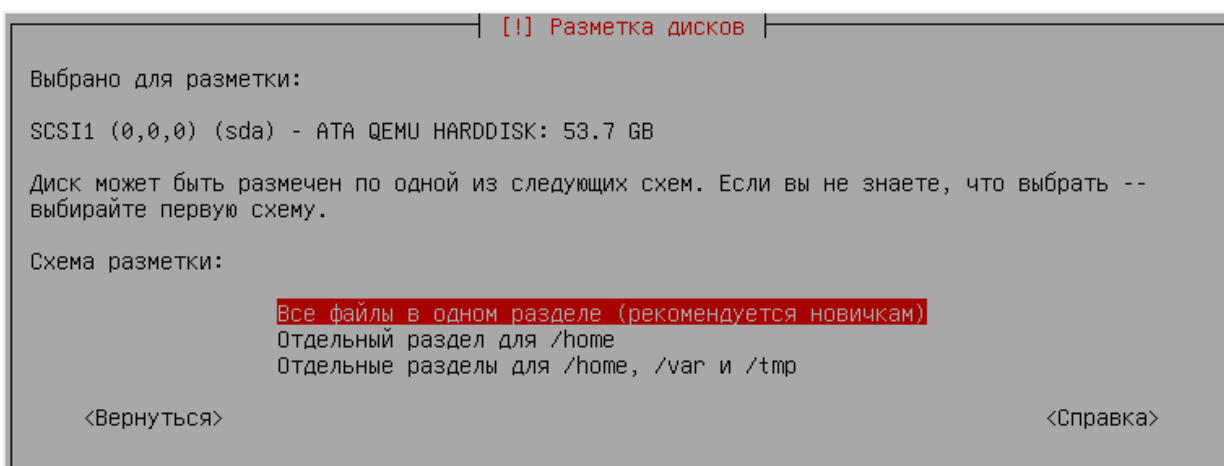 [!] Разметка дисков
Выбрано для разметки:
SCSI1 (0,0,0) (sda) - ATA QEMU HARDDISK: 53.7 GB
Диск может быть размечен по одной из следующих схем. Если вы не знаете, что выбрать --
выбирайте первую схему.
Схема разметки:
Все файлы в одном разделе (рекомендуется новичкам)
Отдельный раздел для /home
Отдельные разделы для /home, /var и /tmp
<Вернуться> <Справка>